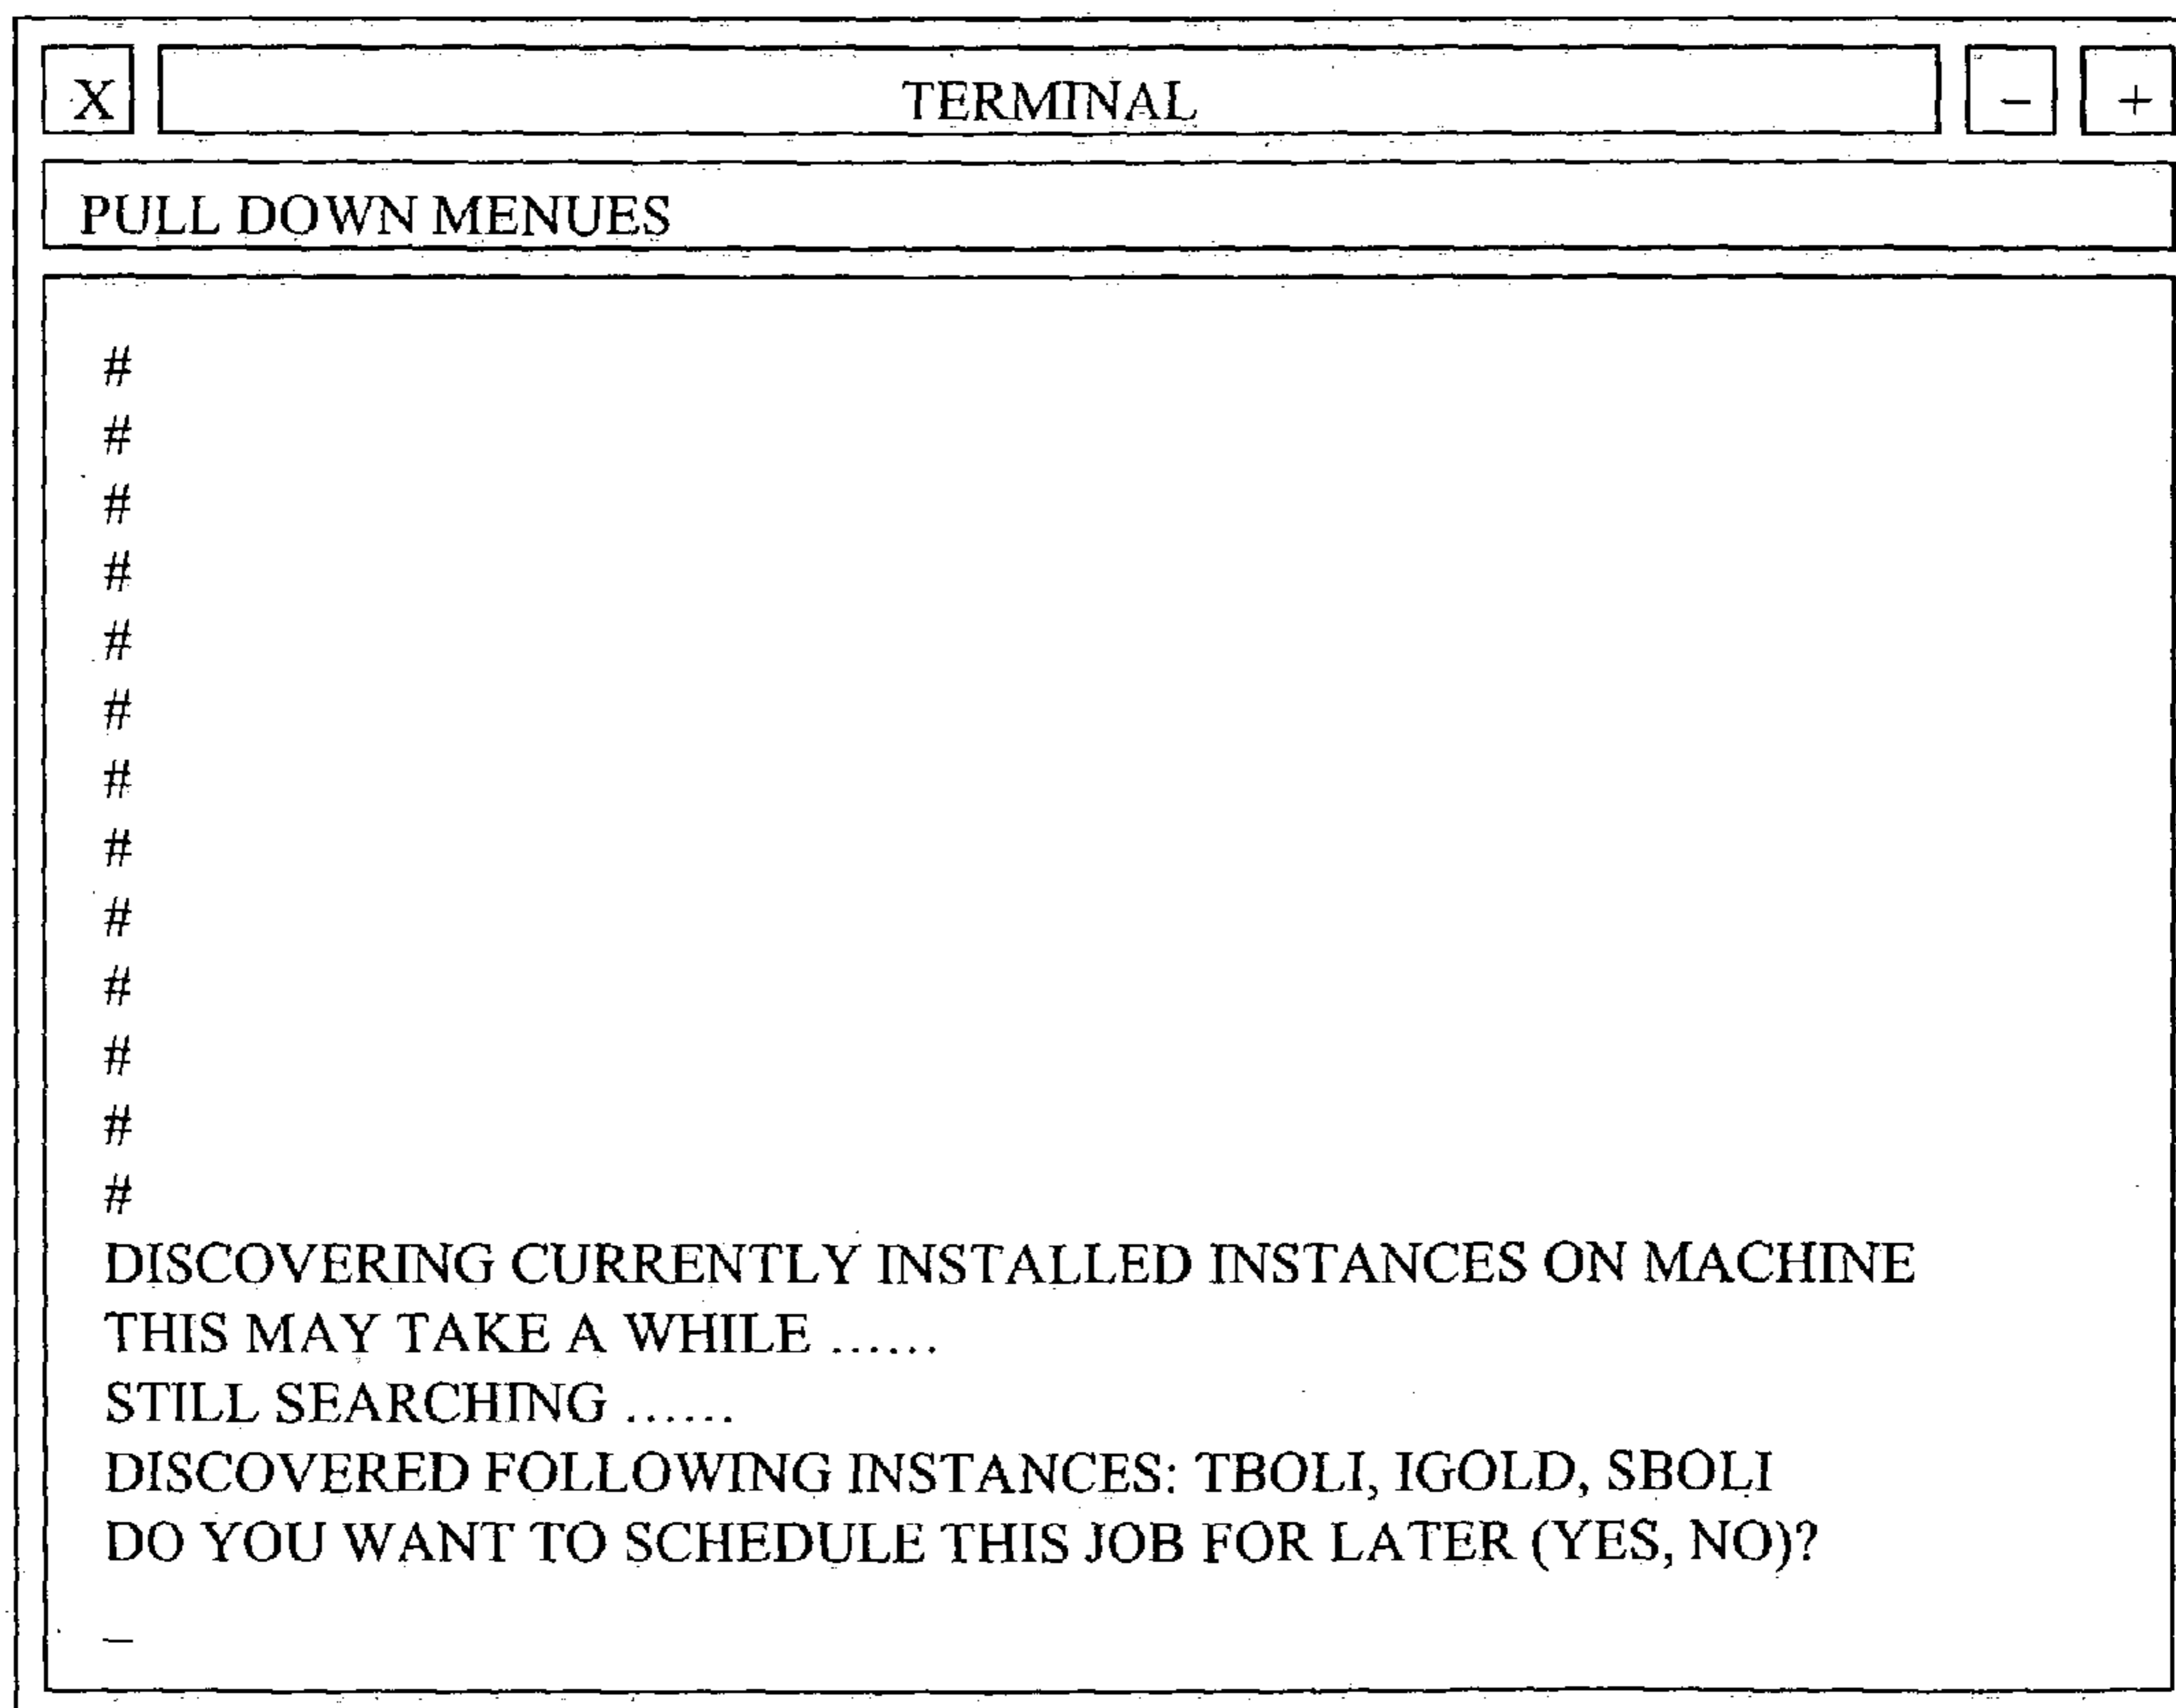 X TERMINAL – +
PULL DOWN MENUES
#
#
#
#
#
#
#
#
#
#
#
#
#
DISCOVERING CURRENTLY INSTALLED INSTANCES ON MACHINE
THIS MAY TAKE A WHILE ......
STILL SEARCHING ......
DISCOVERED FOLLOWING INSTANCES: TBOLI, IGOLD, SBOLI
DO YOU WANT TO SCHEDULE THIS JOB FOR LATER (YES, NO)?
_